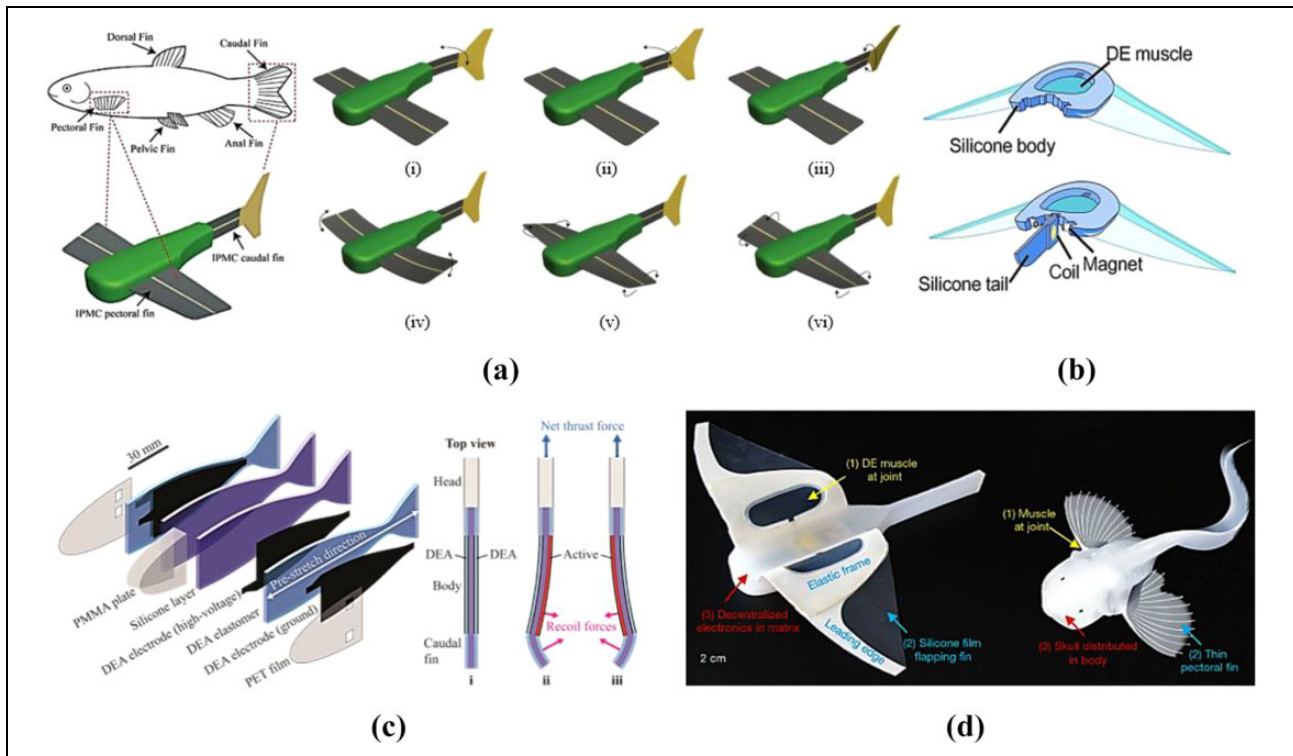 Dorsal Fin
Caudal Fin
Pectoral Fin
Pelvic Fin
Anal Fin
IPMC caudal fin
IPMC pectoral fin
(i)
(ii)
(iii)
(iv)
(v)
(vi)
(a)
DE muscle
Silicone body
Silicone tail
Coil
Magnet
(b)
30 mm
PMMA plate
Silicone layer
DEA electrode (high-voltage)
DEA elastomer
DEA electrode (ground)
PET film
Pre-stretch direction
Top view
Net thrust force
Head
DEA
DEA
Active
Body
Recoil forces
Caudal
fin
i
ii
iii
(c)
(1) DE muscle
at joint
Elastic frame
(3) Decentralized
electronics in matrix
Leading edge
(2) Silicone film
flapping fin
2 cm
(1) Muscle
at joint
(3) Skull distributed
in body
(2) Thin
pectoral fin
(d)